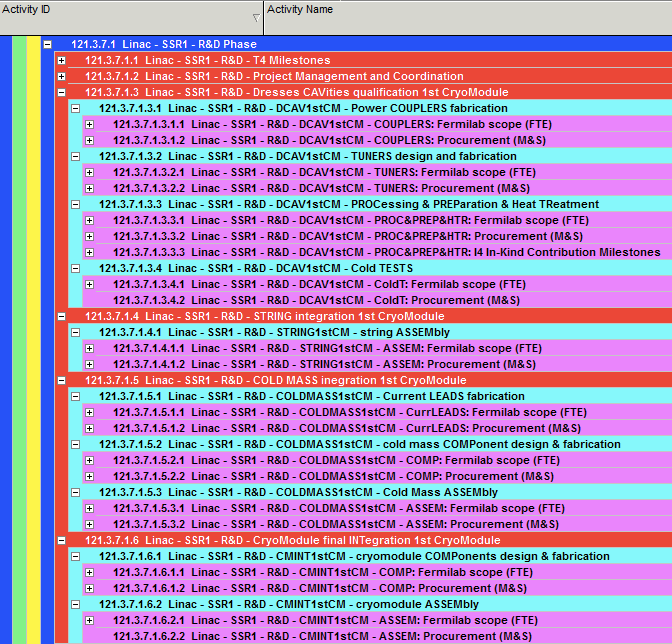 Activity ID Activity Name
121.3.7.1 Linac - SSR1 - R&D Phase
121.3.7.1.1 Linac - SSR1 - R&D - T4 Milestones
121.3.7.1.2 Linac - SSR1 - R&D - Project Management and Coordination
121.3.7.1.3 Linac - SSR1 - R&D - Dresses CAVities qualification 1st CryoModule
121.3.7.1.3.1 Linac - SSR1 - R&D - DCAV1stCM - Power COUPLERS fabrication
121.3.7.1.3.1.1 Linac - SSR1 - R&D - DCAV1stCM - COUPLERS: Fermilab scope (FTE)
121.3.7.1.3.1.2 Linac - SSR1 - R&D - DCAV1stCM - COUPLERS: Procurement (M&S)
121.3.7.1.3.2 Linac - SSR1 - R&D - DCAV1stCM - TUNERS design and fabrication
121.3.7.1.3.2.1 Linac - SSR1 - R&D - DCAV1stCM - TUNERS: Fermilab scope (FTE)
121.3.7.1.3.2.2 Linac - SSR1 - R&D - DCAV1stCM - TUNERS: Procurement (M&S)
121.3.7.1.3.3 Linac - SSR1 - R&D - DCAV1stCM - PROCessing & PREParation & Heat TReatment
121.3.7.1.3.3.1 Linac - SSR1 - R&D - DCAV1stCM - PROC&PREP&HTR: Fermilab scope (FTE)
121.3.7.1.3.3.2 Linac - SSR1 - R&D - DCAV1stCM - PROC&PREP&HTR: Procurement (M&S)
121.3.7.1.3.3.3 Linac - SSR1 - R&D - DCAV1stCM - PROC&PREP&HTR: I4 In-Kind Contribution Milestones
121.3.7.1.3.4 Linac - SSR1 - R&D - DCAV1stCM - Cold TESTS
121.3.7.1.3.4.1 Linac - SSR1 - R&D - DCAV1stCM - ColdT: Fermilab scope (FTE)
121.3.7.1.3.4.2 Linac - SSR1 - R&D - DCAV1stCM - ColdT: Procurement (M&S)
121.3.7.1.4 Linac - SSR1 - R&D - STRING integration 1st CryoModule
121.3.7.1.4.1 Linac - SSR1 - R&D - STRING1stCM - string ASSEMbly
121.3.7.1.4.1.1 Linac - SSR1 - R&D - STRING1stCM - ASSEM: Fermilab scope (FTE)
121.3.7.1.4.1.2 Linac - SSR1 - R&D - STRING1stCM - ASSEM: Procurement (M&S)
121.3.7.1.5 Linac - SSR1 - R&D - COLD MASS inegration 1st CryoModule
121.3.7.1.5.1 Linac - SSR1 - R&D - COLDMASS1stCM - Current LEADS fabrication
121.3.7.1.5.1.1 Linac - SSR1 - R&D - COLDMASS1stCM - CurrLEADS: Fermilab scope (FTE)
121.3.7.1.5.1.2 Linac - SSR1 - R&D - COLDMASS1stCM - CurrLEADS: Procurement (M&S)
121.3.7.1.5.2 Linac - SSR1 - R&D - COLDMASS1stCM - cold mass COMPonent design & fabrication
121.3.7.1.5.2.1 Linac - SSR1 - R&D - COLDMASS1stCM - COMP: Fermilab scope (FTE)
121.3.7.1.5.2.2 Linac - SSR1 - R&D - COLDMASS1stCM - COMP: Procurement (M&S)
121.3.7.1.5.3 Linac - SSR1 - R&D - COLDMASS1stCM - Cold Mass ASSEMbly
121.3.7.1.5.3.1 Linac - SSR1 - R&D - COLDMASS1stCM - ASSEM: Fermilab scope (FTE)
121.3.7.1.5.3.2 Linac - SSR1 - R&D - COLDMASS1stCM - ASSEM: Procurement (M&S)
121.3.7.1.6 Linac - SSR1 - R&D - CryoModule final INTegration 1st CryoModule
121.3.7.1.6.1 Linac - SSR1 - R&D - CMINT1stCM - cryomodule COMPonents design & fabrication
121.3.7.1.6.1.1 Linac - SSR1 - R&D - CMINT1stCM - COMP: Fermilab scope (FTE)
121.3.7.1.6.1.2 Linac - SSR1 - R&D - CMINT1stCM - COMP: Procurement (M&S)
121.3.7.1.6.2 Linac - SSR1 - R&D - CMINT1stCM - cryomodule ASSEMbly
121.3.7.1.6.2.1 Linac - SSR1 - R&D - CMINT1stCM - ASSEM: Fermilab scope (FTE)
121.3.7.1.6.2.2 Linac - SSR1 - R&D - CMINT1stCM - ASSEM: Procurement (M&S)